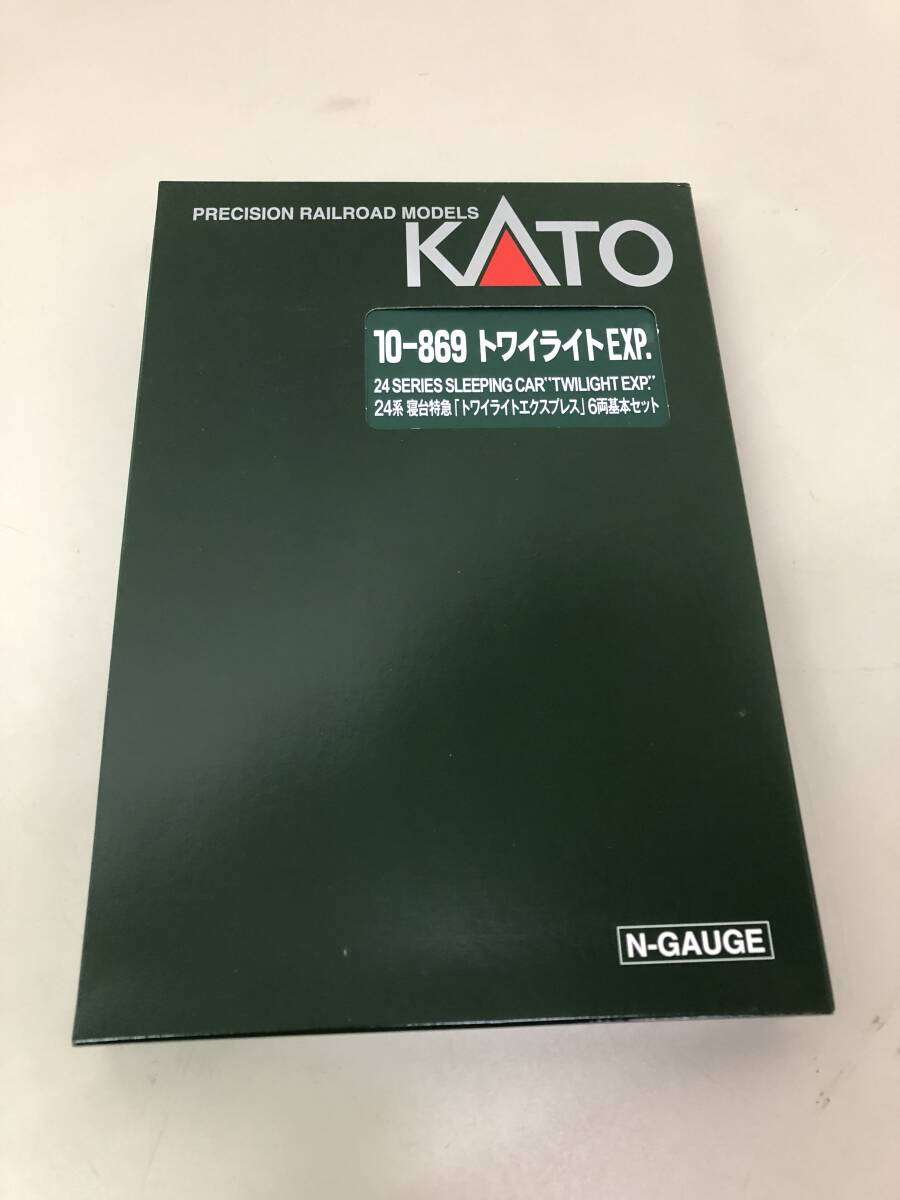 PRECISION RAILROAD MODELS
KATO
10-869 トワイライトEXP.
24 SERIES SLEEPING CAR "TWILIGHT EXP."
24系 寝台特急「トワイライトエクスプレス」6両基本セット
N-GAUGE